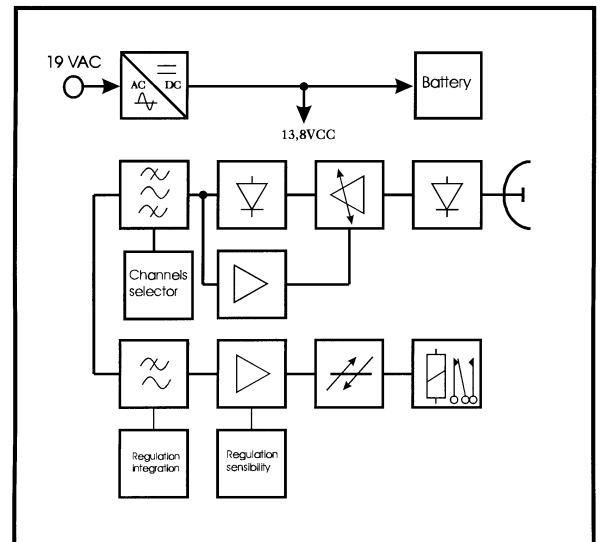 19 VAC
AC
DC
Battery
13,8VCC
Channels
selector
Regulation
integration
Regulation
sensibility